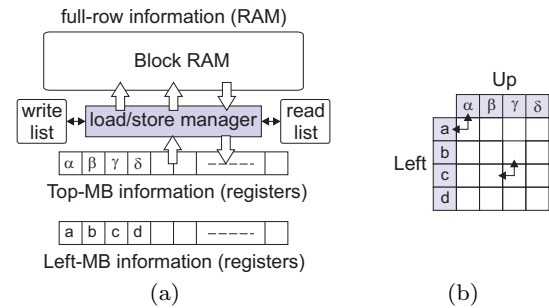 full-row information (RAM)
Block RAM
write list
load/store manager
read list
α β γ δ
Top-MB information (registers)
a b c d
Left-MB information (registers)
(a)
Up
α β γ δ
Left
a
b
c
d
(b)